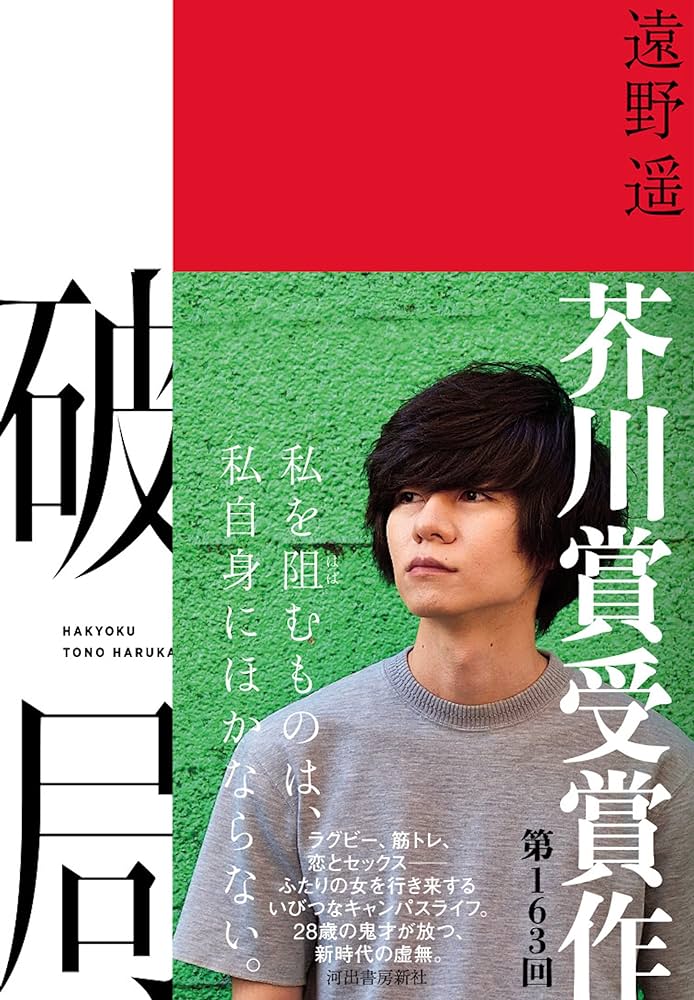 遠野遥
芥川賞受賞作
第163回
私を阻むものは、
はば
私自身にほかならない。
ラグビー、筋トレ、
恋とセックス──
ふたりの女を行き来する
いびつなキャンパスライフ。
28歳の鬼才が放つ、
新時代の虚無。
河出書房新社
破局
HAKYOKU
TONO HARUKA